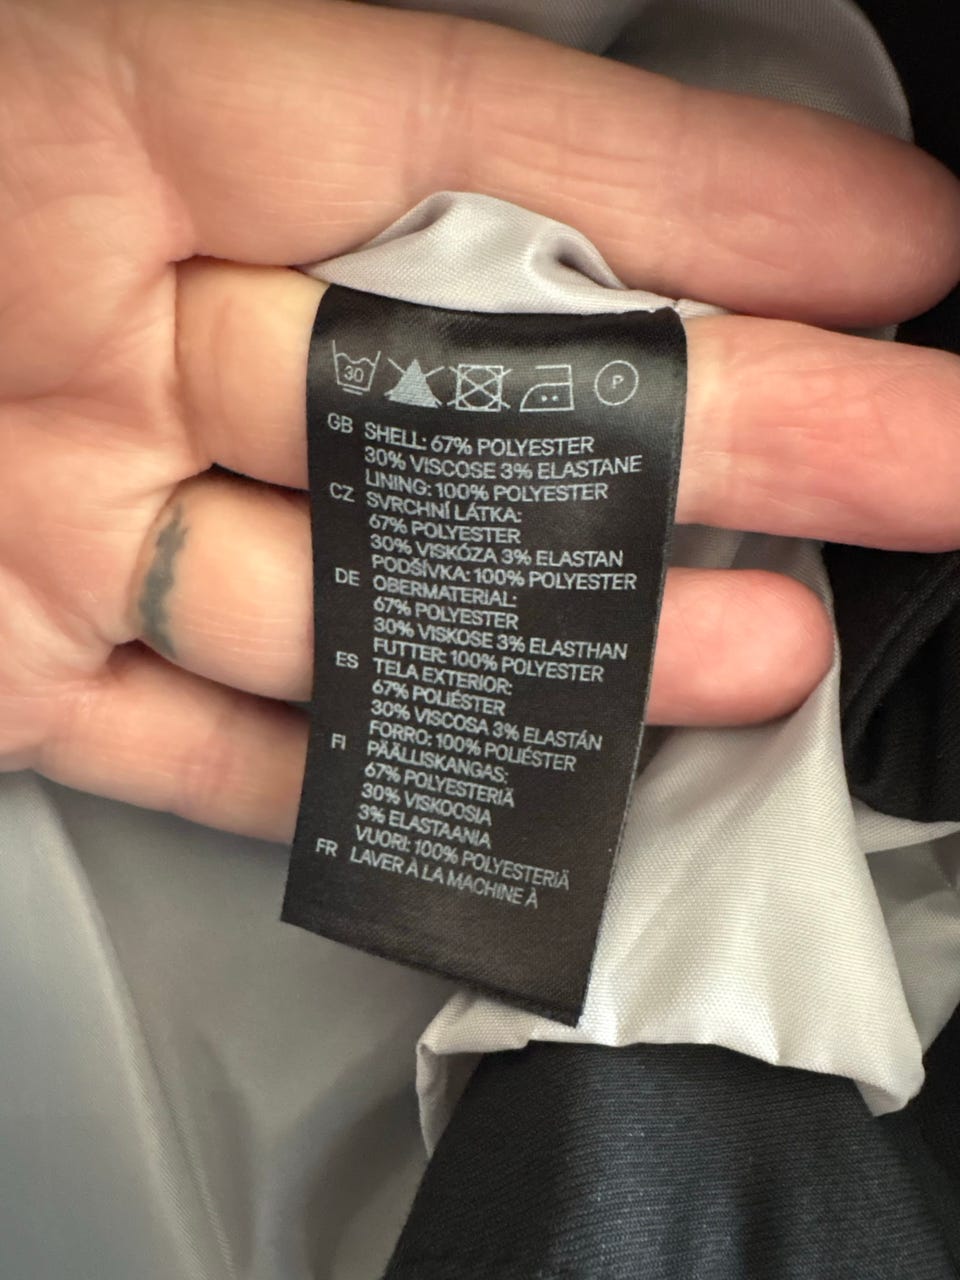 30 P
GB SHELL: 67% POLYESTER
30% VISCOSE 3% ELASTANE
LINING: 100% POLYESTER
CZ SVRCHNÍ LÁTKA:
67% POLYESTER
30% VISKÓZA 3% ELASTAN
PODŠÍVKA: 100% POLYESTER
DE OBERMATERIAL:
67% POLYESTER
30% VISKOSE 3% ELASTHAN
FUTTER: 100% POLYESTER
ES TELA EXTERIOR:
67% POLIÉSTER
30% VISCOSA 3% ELASTÁN
FORRO: 100% POLIÉSTER
FI PÄÄLLISKANGAS:
67% POLYESTERIÄ
30% VISKOOSIA
3% ELASTAANIA
VUORI: 100% POLYESTERIÄ
FR LAVER À LA MACHINE À